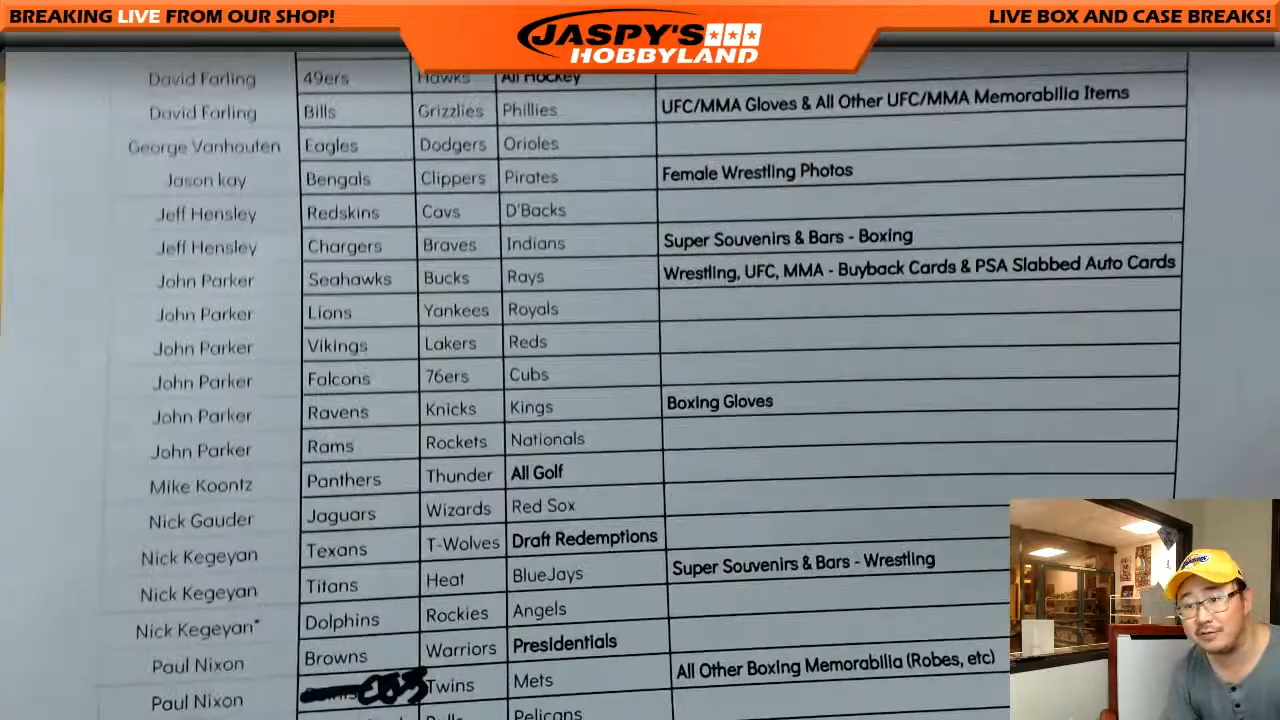 BREAKING LIVE FROM OUR SHOP!
JASPY'S
HOBBYLAND
LIVE BOX AND CASE BREAKS!
David Farling 49ers Hawks All Hockey
David Farling Bills Grizzlies Phillies UFC/MMA Gloves & All Other UFC/MMA Memorabilia Items
George Vanhouten Eagles Dodgers Orioles
Jason kay Bengals Clippers Pirates Female Wrestling Photos
Jeff Hensley Redskins Cavs D'Backs
Jeff Hensley Chargers Braves Indians Super Souvenirs & Bars - Boxing
John Parker Seahawks Bucks Rays Wrestling, UFC, MMA - Buyback Cards & PSA Slabbed Auto Cards
John Parker Lions Yankees Royals
John Parker Vikings Lakers Reds
John Parker Falcons 76ers Cubs
John Parker Ravens Knicks Kings Boxing Gloves
John Parker Rams Rockets Nationals
Mike Koontz Panthers Thunder All Golf
Nick Gauder Jaguars Wizards Red Sox
Nick Kegeyan Texans T-Wolves Draft Redemptions
Nick Kegeyan Titans Heat BlueJays Super Souvenirs & Bars - Wrestling
Nick Kegeyan* Dolphins Rockies Angels
Paul Nixon Browns Warriors Presidentials
Paul Nixon Twins Mets All Other Boxing Memorabilia (Robes, etc)
Bulls Pelicans